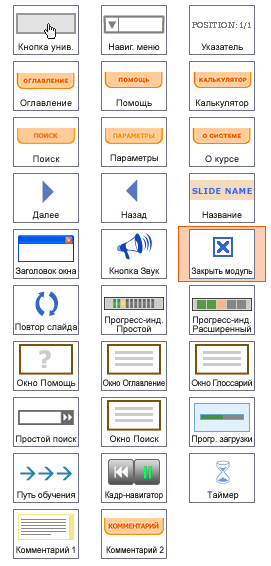 POSITION:1/1
Кнопка унив.
Навиг. меню
Указатель
ОГЛАВЛЕНИЕ
ПОМОЩЬ
КАЛЬКУЛЯТОР
Оглавление
Помощь
Калькулятор
ПОИСК
ПАРАМЕТРЫ
О СИСТЕМЕ
Поиск
Параметры
О курсе
SLIDE NAME
Далее
Назад
Название
Заголовок окна
Кнопка Звук
Закрыть модуль
Повтор слайда
Прогресс-инд.
Простой
Прогресс-инд.
Расширенный
?
Окно Помощь
Окно Оглавление
Окно Глоссарий
Простой поиск
Окно Поиск
Прогр. загрузки
Путь обучения
Кадр-навигатор
Таймер
КОММЕНТАРИЙ
Комментарий 1
Комментарий 2